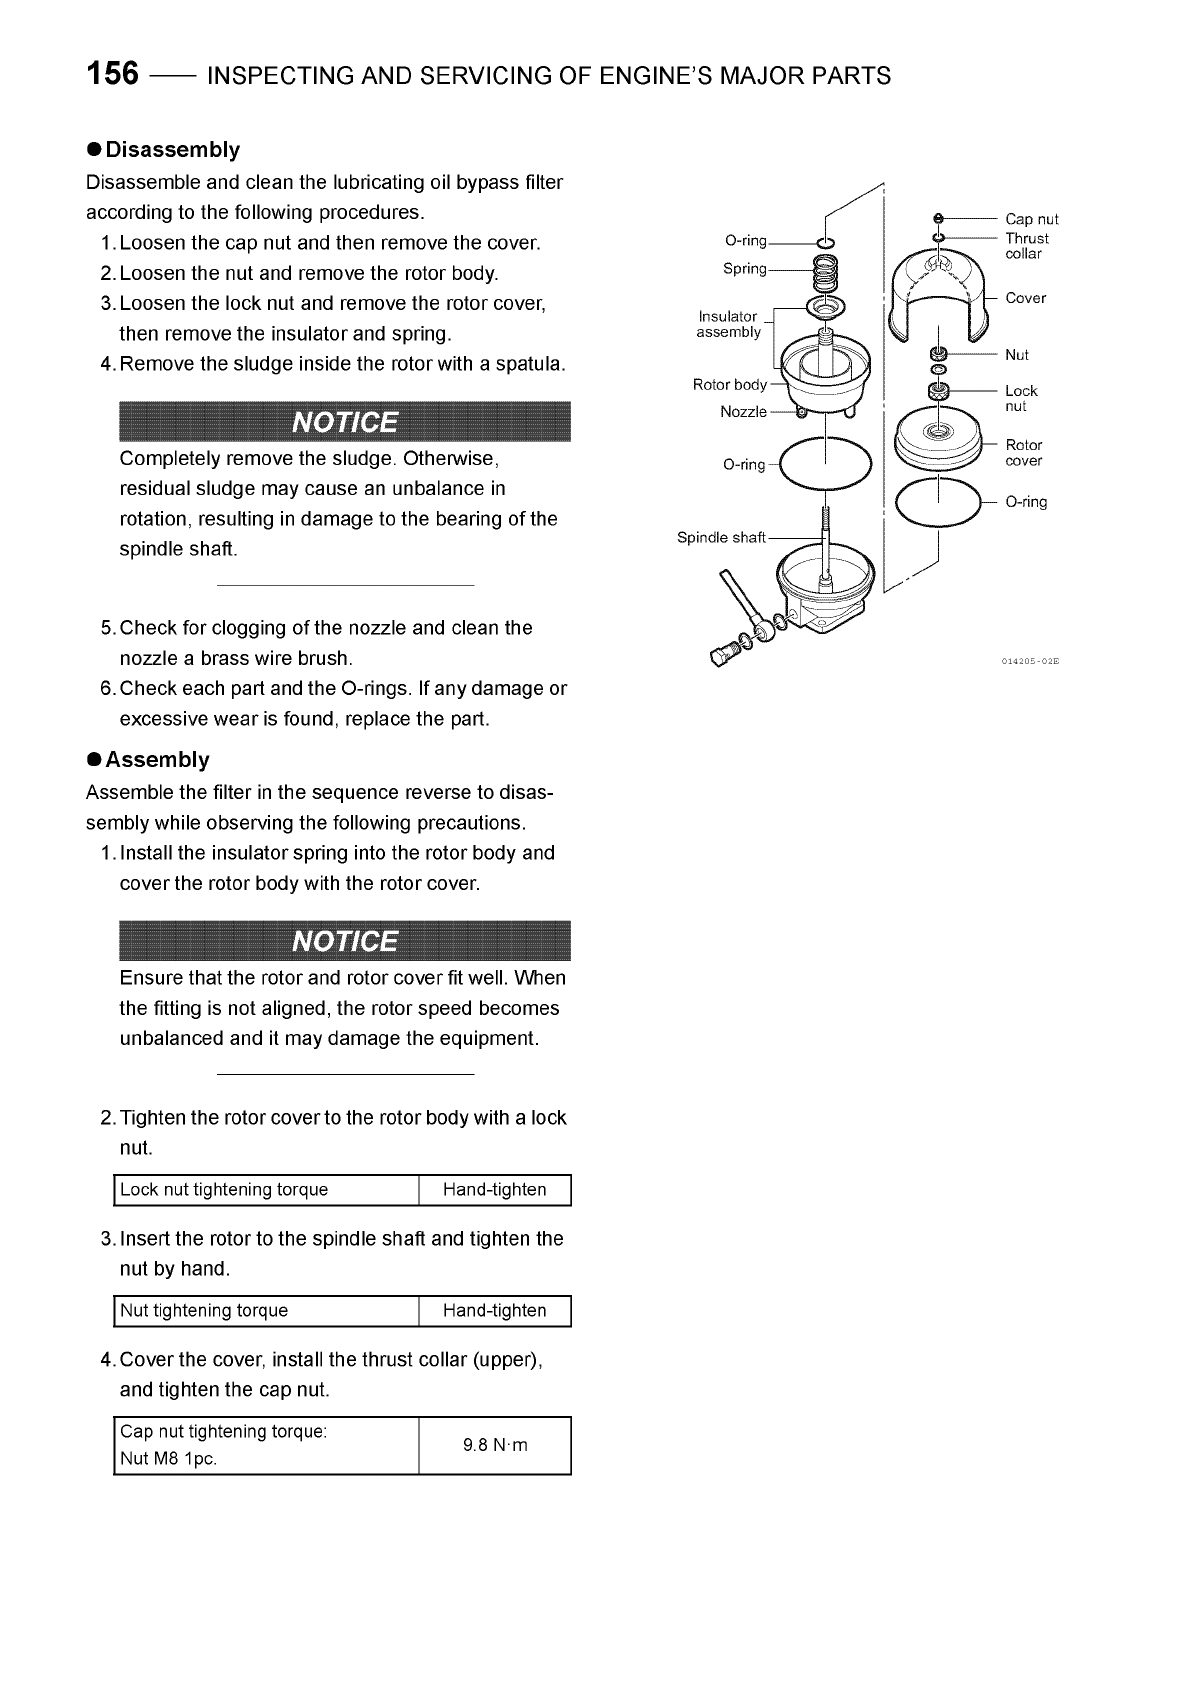 156 — INSPECTING AND SERVICING OF ENGINE'S MAJOR PARTS
● Disassembly
Disassemble and clean the lubricating oil bypass filter
according to the following procedures.
1. Loosen the cap nut and then remove the cover.
2. Loosen the nut and remove the rotor body.
3. Loosen the lock nut and remove the rotor cover,
then remove the insulator and spring.
4. Remove the sludge inside the rotor with a spatula.
NOTICE
Completely remove the sludge. Otherwise,
residual sludge may cause an unbalance in
rotation, resulting in damage to the bearing of the
spindle shaft.
5. Check for clogging of the nozzle and clean the
nozzle a brass wire brush.
6. Check each part and the O-rings. If any damage or
excessive wear is found, replace the part.
● Assembly
Assemble the filter in the sequence reverse to disas-
sembly while observing the following precautions.
1. Install the insulator spring into the rotor body and
cover the rotor body with the rotor cover.
NOTICE
Ensure that the rotor and rotor cover fit well. When
the fitting is not aligned, the rotor speed becomes
unbalanced and it may damage the equipment.
2. Tighten the rotor cover to the rotor body with a lock
nut.
Lock nut tightening torque Hand-tighten
3. Insert the rotor to the spindle shaft and tighten the
nut by hand.
Nut tightening torque Hand-tighten
4. Cover the cover, install the thrust collar (upper),
and tighten the cap nut.
Cap nut tightening torque:
Nut M8 1pc.
9.8 N·m
O-ring
Spring
Insulator
assembly
Rotor body
Nozzle
O-ring
Spindle shaft
Cap nut
Thrust
collar
Cover
Nut
Lock
nut
Rotor
cover
O-ring
014205-02E